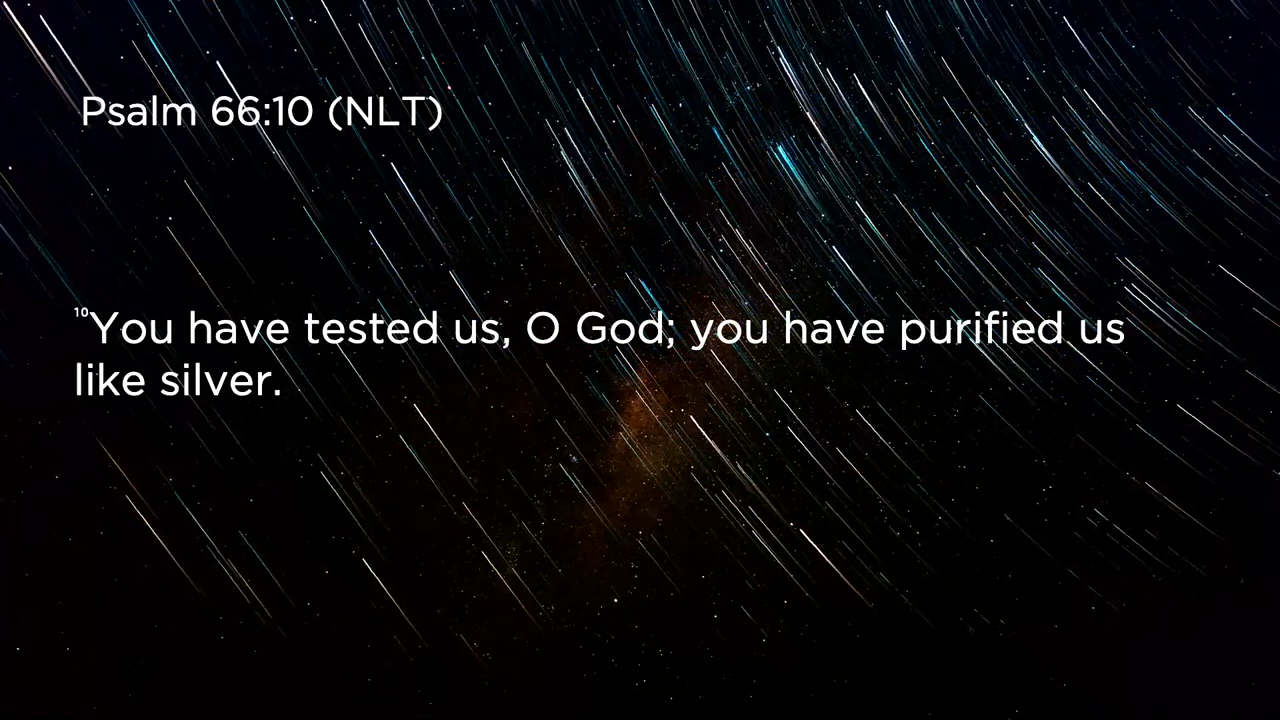 Psalm 66:10 (NLT)
¹⁰You have tested us, O God; you have purified us
like silver.